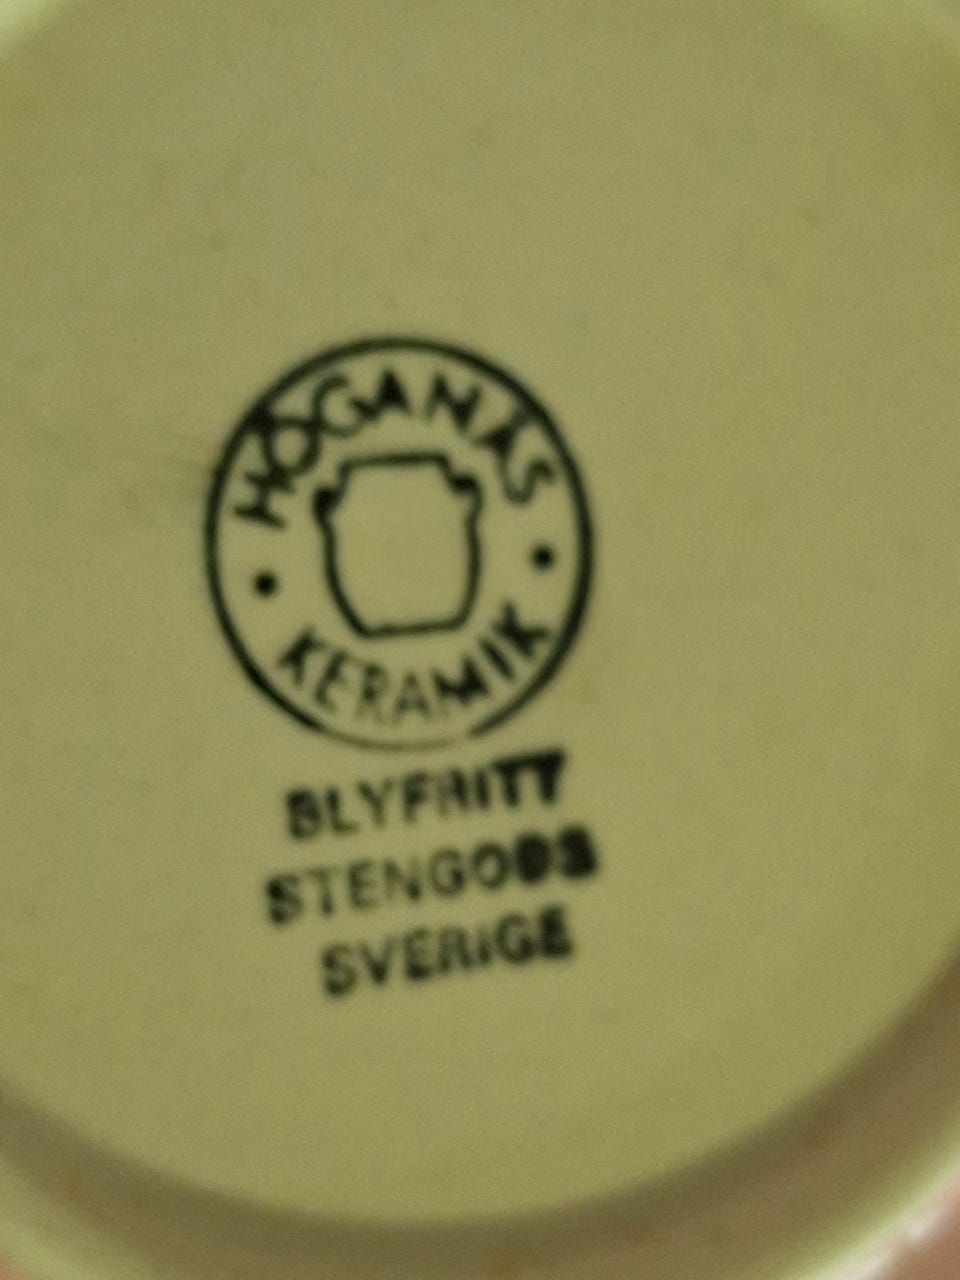 HÖGANÄS
KERAMIK
BLYFRITT
STENGODS
SVERIGE